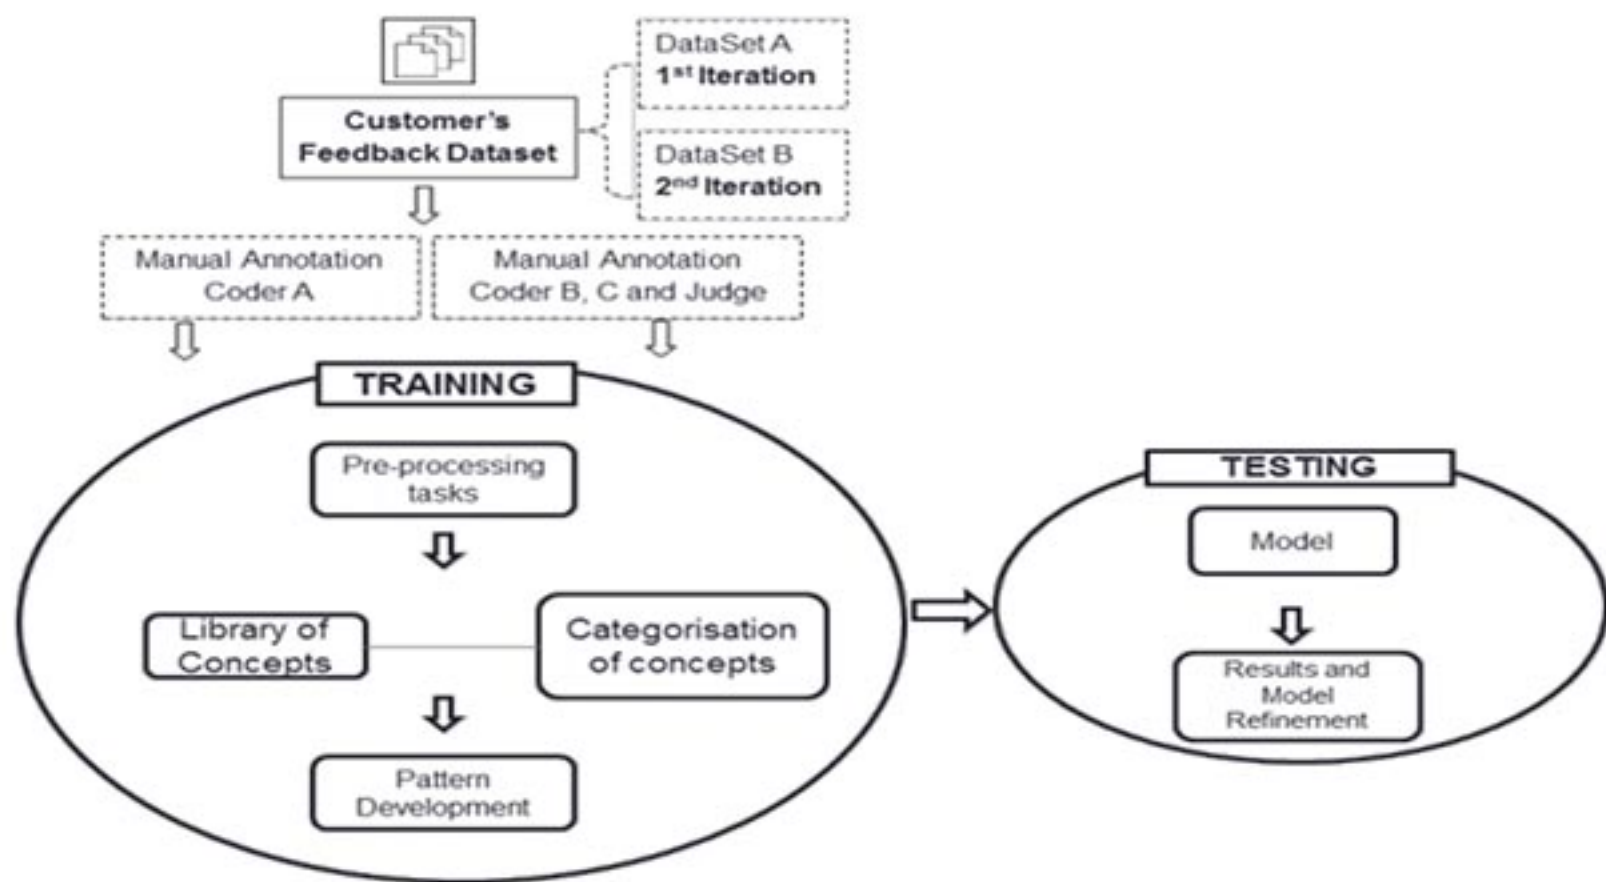 DataSet A
1st Iteration
Customer's
Feedback Dataset
DataSet B
2nd Iteration
Manual Annotation
Coder A
Manual Annotation
Coder B, C and Judge
TRAINING
Pre-processing
tasks
Library of
Concepts
Categorisation
of concepts
Pattern
Development
TESTING
Model
Results and
Model
Refinement